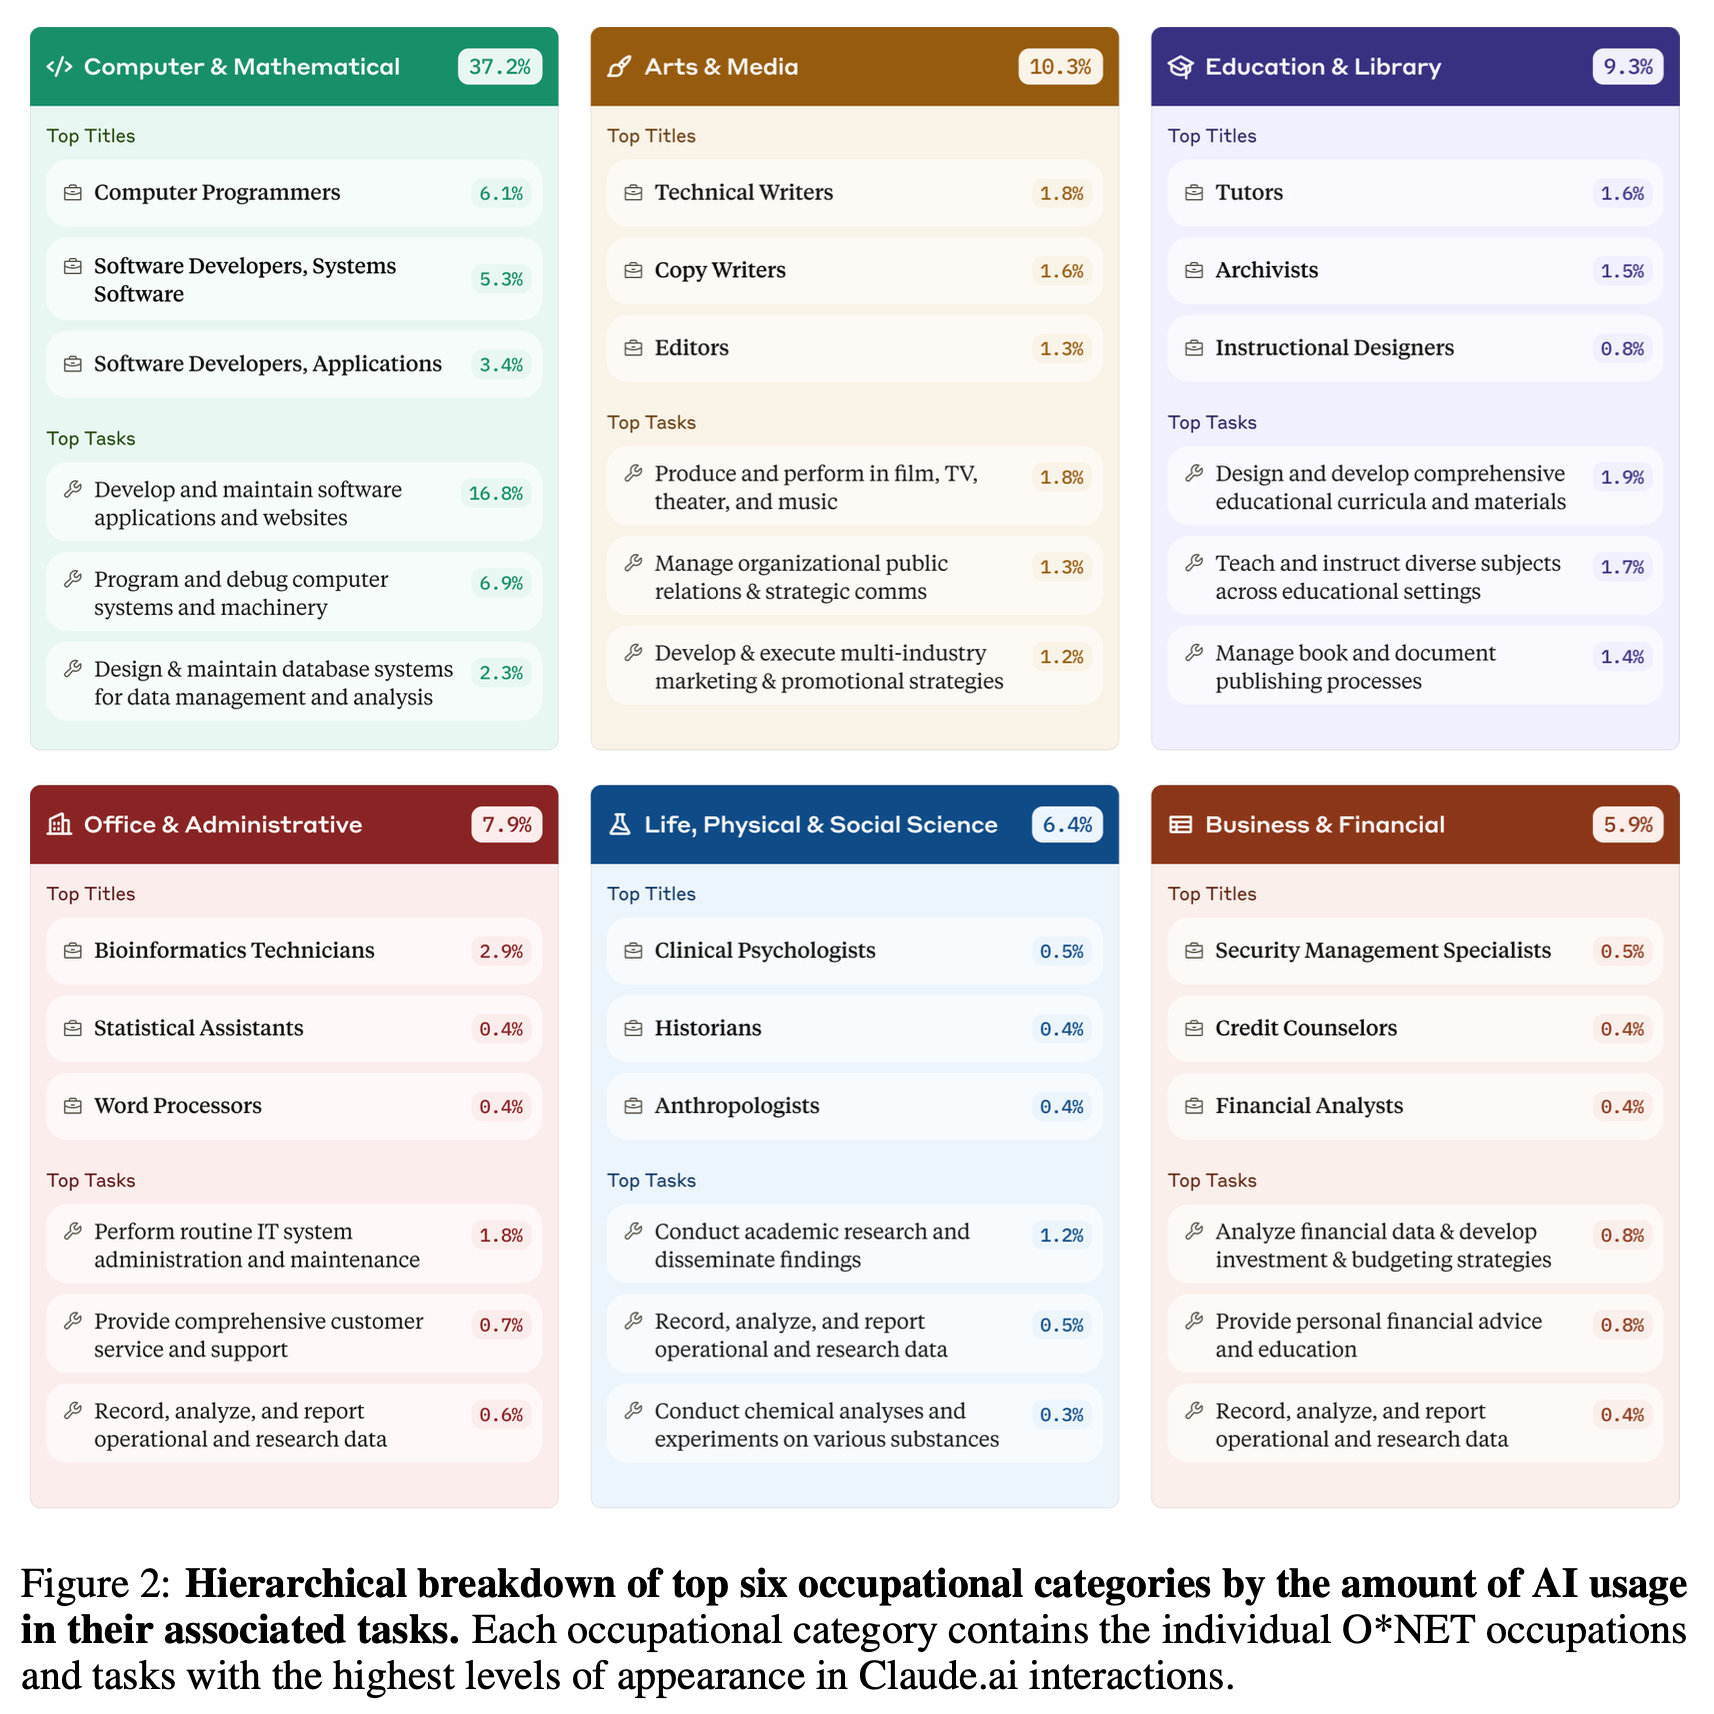 Computer & Mathematical 37.2%
Top Titles
Computer Programmers 6.1%
Software Developers, Systems
Software 5.3%
Software Developers, Applications 3.4%
Top Tasks
Develop and maintain software 16.8%
applications and websites
Program and debug computer 6.9%
systems and machinery
Design & maintain database systems 2.3%
for data management and analysis
Arts & Media 10.3%
Top Titles
Technical Writers 1.8%
Copy Writers 1.6%
Editors 1.3%
Top Tasks
Produce and perform in film, TV, 1.8%
theater, and music
Manage organizational public 1.3%
relations & strategic comms
Develop & execute multi-industry 1.2%
marketing & promotional strategies
Education & Library 9.3%
Top Titles
Tutors 1.6%
Archivists 1.5%
Instructional Designers 0.8%
Top Tasks
Design and develop comprehensive 1.9%
educational curricula and materials
Teach and instruct diverse subjects 1.7%
across educational settings
Manage book and document 1.4%
publishing processes
Office & Administrative 7.9%
Top Titles
Bioinformatics Technicians 2.9%
Statistical Assistants 0.4%
Word Processors 0.4%
Top Tasks
Perform routine IT system 1.8%
administration and maintenance
Provide comprehensive customer 0.7%
service and support
Record, analyze, and report 0.6%
operational and research data
Life, Physical & Social Science 6.4%
Top Titles
Clinical Psychologists 0.5%
Historians 0.4%
Anthropologists 0.4%
Top Tasks
Conduct academic research and 1.2%
disseminate findings
Record, analyze, and report 0.5%
operational and research data
Conduct chemical analyses and 0.3%
experiments on various substances
Business & Financial 5.9%
Top Titles
Security Management Specialists 0.5%
Credit Counselors 0.4%
Financial Analysts 0.4%
Top Tasks
Analyze financial data & develop 0.8%
investment & budgeting strategies
Provide personal financial advice 0.8%
and education
Record, analyze, and report 0.4%
operational and research data
Figure 2: Hierarchical breakdown of top six occupational categories by the amount of AI usage
in their associated tasks. Each occupational category contains the individual O*NET occupations
and tasks with the highest levels of appearance in Claude.ai interactions.